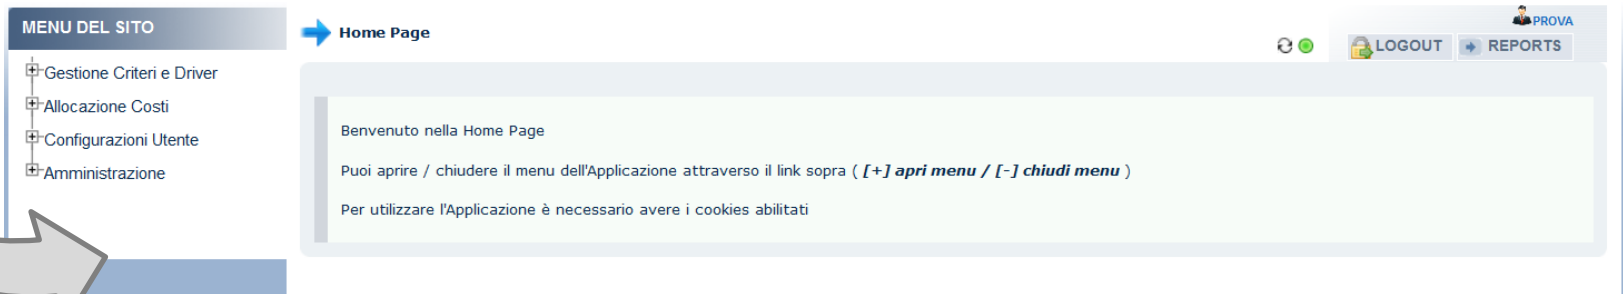 MENU DEL SITO
Gestione Criteri e Driver
Allocazione Costi
Configurazioni Utente
Amministrazione
Home Page
PROVA
LOGOUT
REPORTS
Benvenuto nella Home Page
Puoi aprire / chiudere il menu dell'Applicazione attraverso il link sopra ( [+] apri menu / [-] chiudi menu )
Per utilizzare l'Applicazione è necessario avere i cookies abilitati